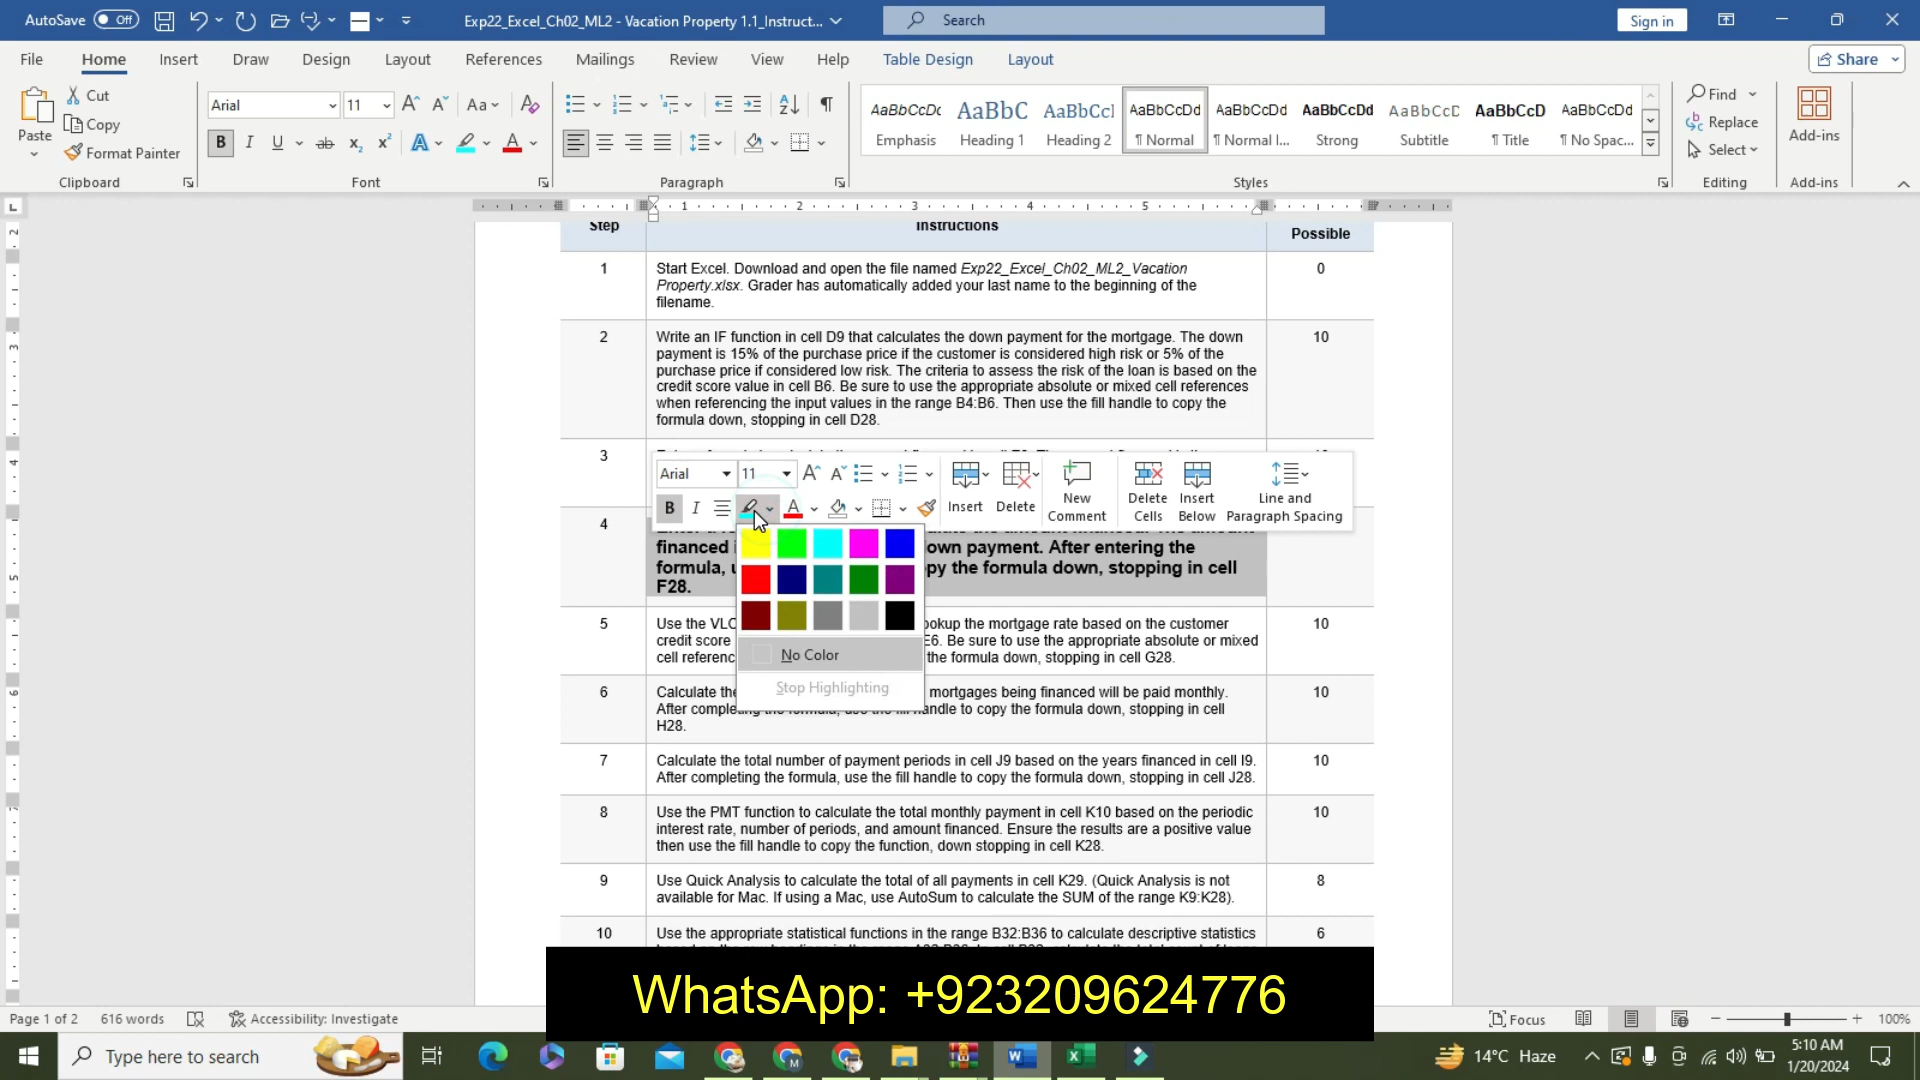 AutoSave Off
Exp22_Excel_Ch02_ML2 - Vacation Property 1.1_Instruct...
Search
Sign in
File Home Insert Draw Design Layout References Mailings Review View Help Table Design Layout
Share
Paste
Cut
Copy
Format Painter
Clipboard
Arial 11
Aa
B I U ab x₂ x² A A
Font
Paragraph
AaBbCcDc AaBbC AaBbCcI AaBbCcDd AaBbCcDd AaBbCcDd AaBbCcD AaBbCcD AaBbCcDd
Emphasis Heading 1 Heading 2 ¶ Normal ¶ Normal I... Strong Subtitle ¶ Title ¶ No Spac...
Styles
Find
Replace
Select
Editing
Add-ins
Add-ins
1 2 3 4 5
Step Instructions Possible
1 Start Excel. Download and open the file named Exp22_Excel_Ch02_ML2_Vacation 0
Property.xlsx. Grader has automatically added your last name to the beginning of the
filename.
2 Write an IF function in cell D9 that calculates the down payment for the mortgage. The down 10
payment is 15% of the purchase price if the customer is considered high risk or 5% of the
purchase price if considered low risk. The criteria to assess the risk of the loan is based on the
credit score value in cell B6. Be sure to use the appropriate absolute or mixed cell references
when referencing the input values in the range B4:B6. Then use the fill handle to copy the
formula down, stopping in cell D28.
3
Arial 11
B I A
Insert
Delete
New
Comment
Delete
Cells
Insert
Below
Line and
Paragraph Spacing
4
financed own payment. After entering the
formula, py the formula down, stopping in cell
F28.
No Color
Stop Highlighting
5 Use the VLO ookup the mortgage rate based on the customer 10
credit score E6. Be sure to use the appropriate absolute or mixed
cell referenc the formula down, stopping in cell G28.
6 Calculate the mortgages being financed will be paid monthly. 10
After comple andle to copy the formula down, stopping in cell
H28.
7 Calculate the total number of payment periods in cell J9 based on the years financed in cell I9. 10
After completing the formula, use the fill handle to copy the formula down, stopping in cell J28.
8 Use the PMT function to calculate the total monthly payment in cell K10 based on the periodic 10
interest rate, number of periods, and amount financed. Ensure the results are a positive value
then use the fill handle to copy the function, down stopping in cell K28.
9 Use Quick Analysis to calculate the total of all payments in cell K29. (Quick Analysis is not 8
available for Mac. If using a Mac, use AutoSum to calculate the SUM of the range K9:K28).
10 Use the appropriate statistical functions in the range B32:B36 to calculate descriptive statistics 6
WhatsApp: +923209624776
Page 1 of 2 616 words Accessibility: Investigate
Focus
100%
Type here to search
14°C Haze
5:10 AM
1/20/2024